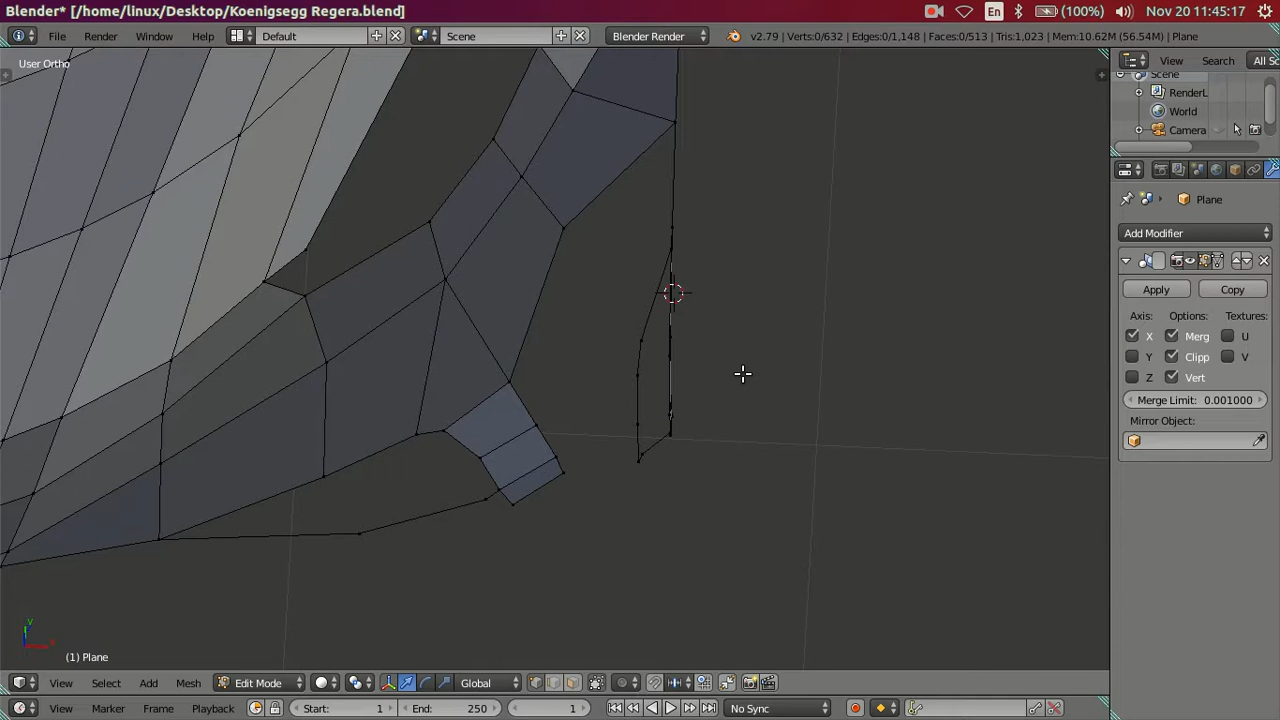 Blender* [/home/linux/Desktop/Koenigsegg Regera.blend] En (100%) Nov 20 11:45:17
File Render Window Help Default Scene Blender Render v2.79 | Verts:0/632 | Edges:0/1,148 | Faces:0/513 | Tris:1,023 | Mem:10.62M (56.54M) | Plane
User Ortho
View Search All Sc
Scene
RenderL
World
Camera
Plane
Add Modifier
Apply Copy
Axis: Options: Textures:
X Merg U
Y Clipp V
Z Vert
Merge Limit: 0.001000
Mirror Object:
y
x
(1) Plane
View Select Add Mesh Edit Mode Global
View Marker Frame Playback Start: 1 End: 250 1 No Sync